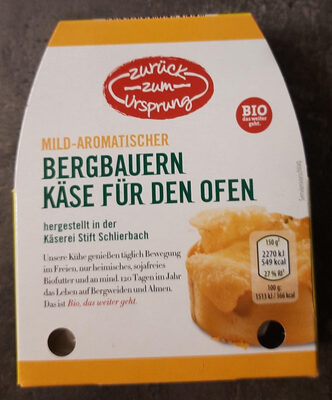 zurück
zum
Ursprung
BIO
das weiter
geht.
MILD-AROMATISCHER
BERGBAUERN
KÄSE FÜR DEN OFEN
hergestellt in der
Käserei Stift Schlierbach
Unsere Kühe genießen täglich Bewegung
im Freien, nur heimisches, sojafreies
Biofutter und an mind. 120 Tagen im Jahr
das Leben auf Bergweiden und Almen.
Das ist Bio, das weiter geht.
Serviervorschlag
150 g
2270 kJ
549 kcal
27 %
100 g:
1513 kJ / 366 kcal